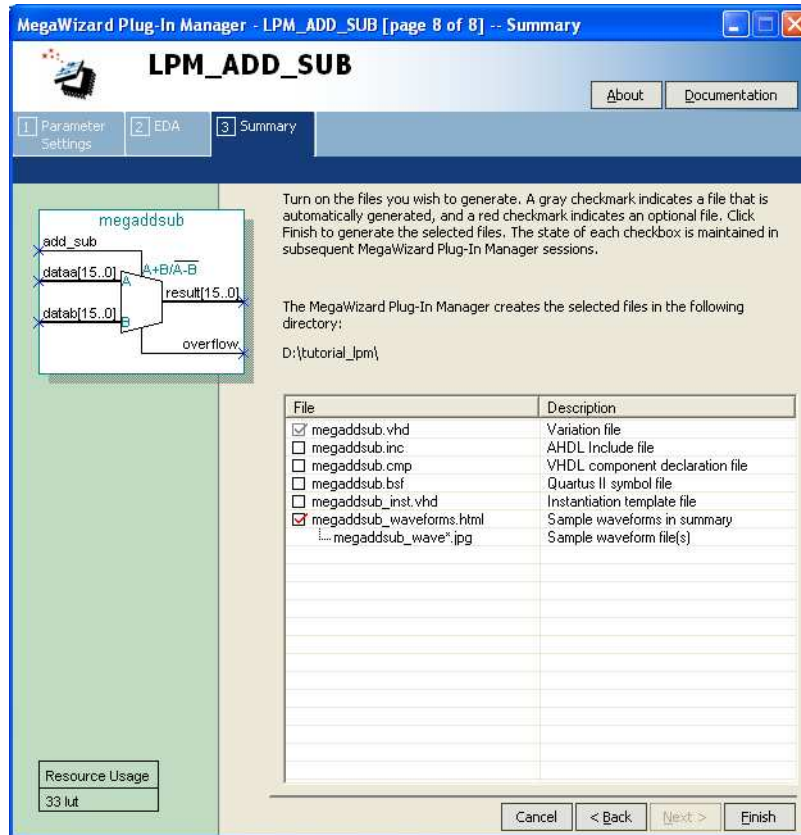 MegaWizard Plug-In Manager - LPM_ADD_SUB [page 8 of 8] -- Summary
LPM_ADD_SUB
About
Documentation
1 Parameter Settings
2 EDA
3 Summary
megaddsub
add_sub
A+B/A-B
dataa[15..0]
A
result[15..0]
datab[15..0]
B
overflow
Turn on the files you wish to generate. A gray checkmark indicates a file that is
automatically generated, and a red checkmark indicates an optional file. Click
Finish to generate the selected files. The state of each checkbox is maintained in
subsequent MegaWizard Plug-In Manager sessions.
The MegaWizard Plug-In Manager creates the selected files in the following
directory:
D:\tutorial_lpm\
File Description
megaddsub.vhd Variation file
megaddsub.inc AHDL Include file
megaddsub.cmp VHDL component declaration file
megaddsub.bsf Quartus II symbol file
megaddsub_inst.vhd Instantiation template file
megaddsub_waveforms.html Sample waveforms in summary
megaddsub_wave*.jpg Sample waveform file(s)
Resource Usage
33 lut
Cancel
< Back
Next >
Finish